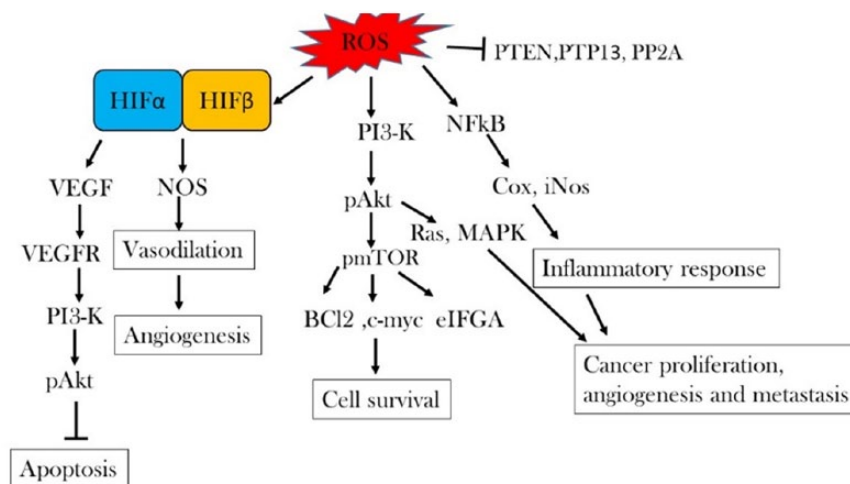 ROS
PTEN,PTP13, PP2A
HIFα HIFβ
NFkB
PI3-K
VEGF NOS
Cox, iNos
pAkt
Ras, MAPK
VEGFR
Vasodilation
pmTOR
Inflammatory response
PI3-K
Angiogenesis
BCl2 ,c-myc eIFGA
pAkt
Cell survival
Cancer proliferation,
angiogenesis and metastasis
Apoptosis